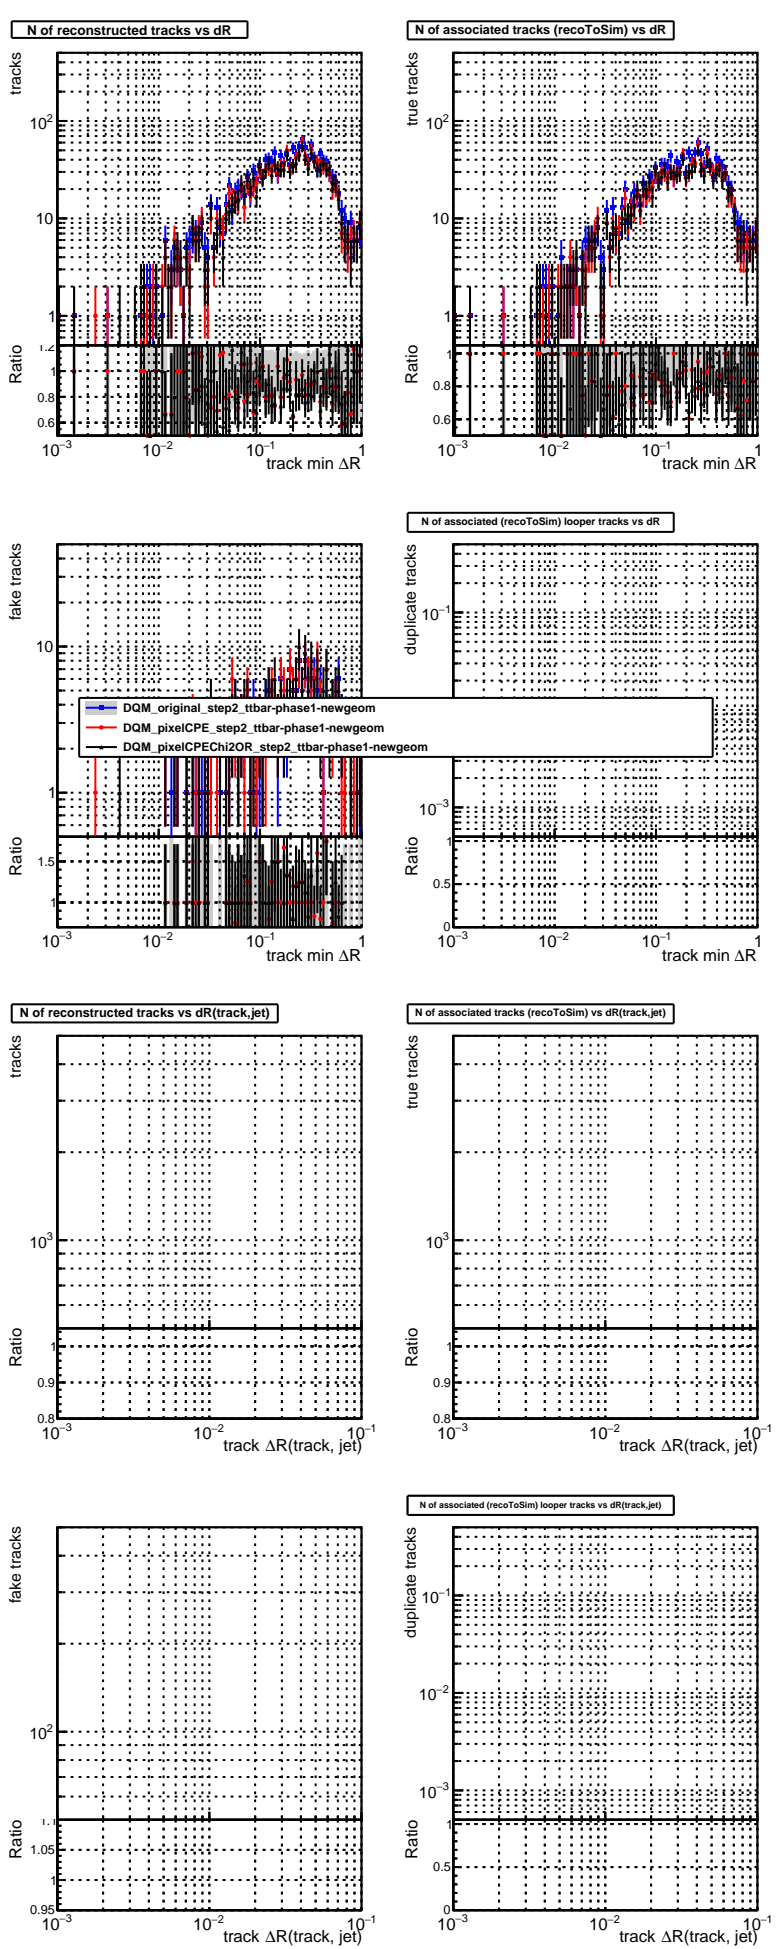 N of reconstructed tracks vs dR
tracks
10²
10
1
Ratio
1.2
1
0.8
0.6
10⁻³
10⁻²
10⁻¹
1
track min ΔR
N of associated tracks (recoToSim) vs dR
true tracks
10²
10
1
Ratio
1
0.8
0.6
10⁻³
10⁻²
10⁻¹
1
track min ΔR
fake tracks
10
1
Ratio
1.5
1
10⁻³
10⁻²
10⁻¹
1
track min ΔR
N of associated (recoToSim) looper tracks vs dR
duplicate tracks
10⁻¹
10⁻³
Ratio
1
0.5
0
10⁻³
10⁻²
10⁻¹
1
track min ΔR
DQM_original_step2_ttbar-phase1-newgeom
DQM_pixelCPE_step2_ttbar-phase1-newgeom
DQM_pixelCPEChi2OR_step2_ttbar-phase1-newgeom
N of reconstructed tracks vs dR(track,jet)
tracks
10³
Ratio
1
0.9
0.8
10⁻³
10⁻²
10⁻¹
track ΔR(track, jet)
N of associated tracks (recoToSim) vs dR(track,jet)
true tracks
10³
Ratio
1
0.9
0.8
10⁻³
10⁻²
10⁻¹
track ΔR(track, jet)
fake tracks
10²
Ratio
1.1
1.05
1
0.95
10⁻³
10⁻²
10⁻¹
track ΔR(track, jet)
N of associated (recoToSim) looper tracks vs dR(track,jet)
duplicate tracks
10⁻¹
10⁻²
10⁻³
Ratio
1
0.5
0
10⁻³
10⁻²
10⁻¹
track ΔR(track, jet)